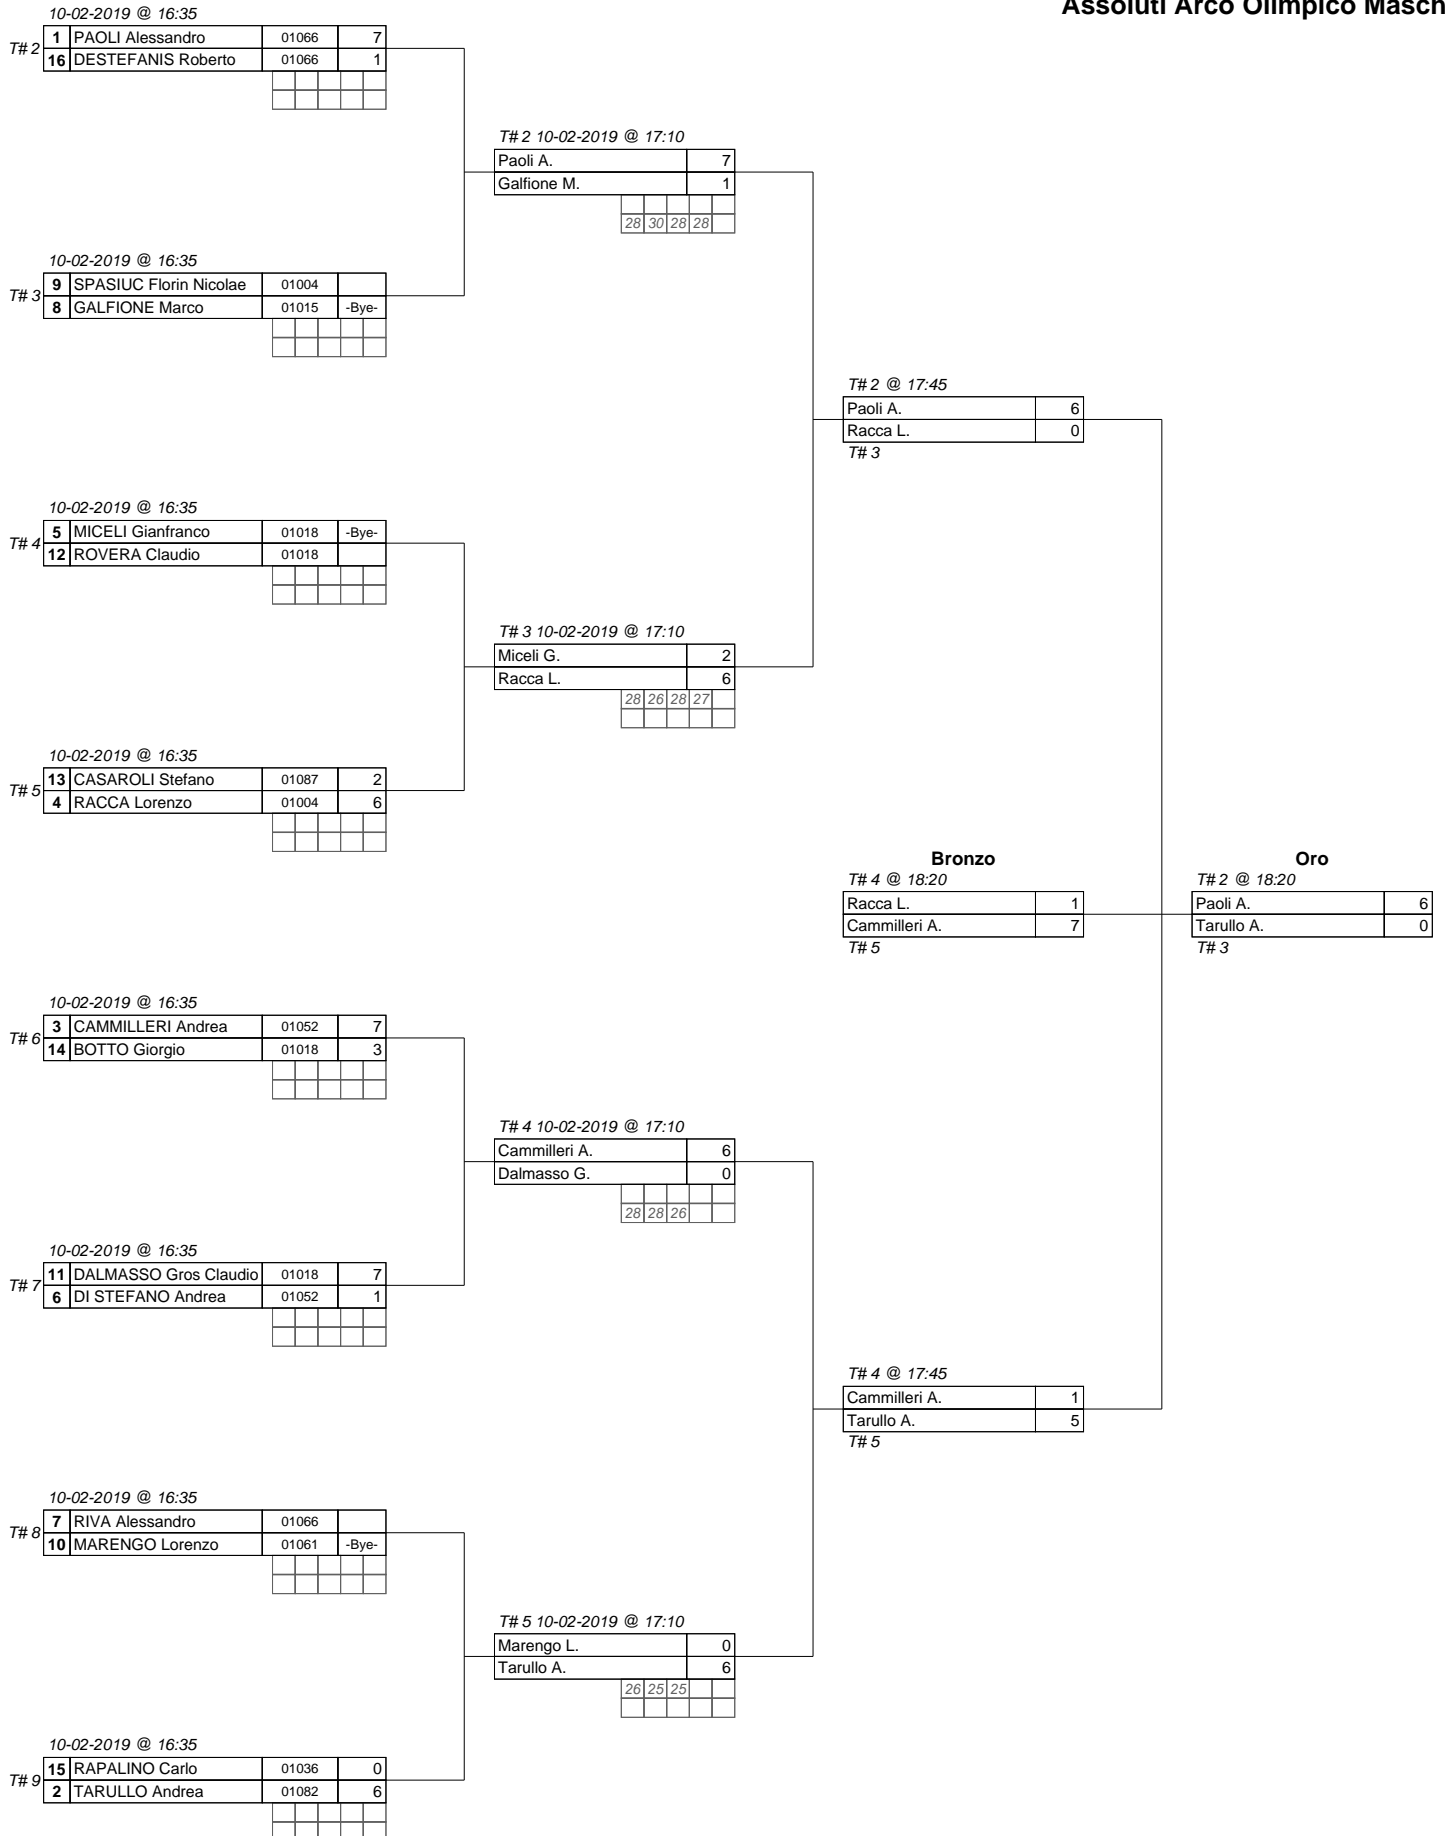 Assoluti Arco Olimpico Masch
10-02-2019 @ 16:35
T# 2
1 PAOLI Alessandro 01066 7
16 DESTEFANIS Roberto 01066 1
T# 2 10-02-2019 @ 17:10
Paoli A. 7
Galfione M. 1
28 30 28 28
10-02-2019 @ 16:35
T# 3
9 SPASIUC Florin Nicolae 01004
8 GALFIONE Marco 01015 -Bye-
T# 2 @ 17:45
Paoli A. 6
Racca L. 0
T# 3
10-02-2019 @ 16:35
T# 4
5 MICELI Gianfranco 01018 -Bye-
12 ROVERA Claudio 01018
T# 3 10-02-2019 @ 17:10
Miceli G. 2
Racca L. 6
28 26 28 27
10-02-2019 @ 16:35
T# 5
13 CASAROLI Stefano 01087 2
4 RACCA Lorenzo 01004 6
Bronzo
T# 4 @ 18:20
Racca L. 1
Cammilleri A. 7
T# 5
Oro
T# 2 @ 18:20
Paoli A. 6
Tarullo A. 0
T# 3
10-02-2019 @ 16:35
T# 6
3 CAMMILLERI Andrea 01052 7
14 BOTTO Giorgio 01018 3
T# 4 10-02-2019 @ 17:10
Cammilleri A. 6
Dalmasso G. 0
28 28 26
10-02-2019 @ 16:35
T# 7
11 DALMASSO Gros Claudio 01018 7
6 DI STEFANO Andrea 01052 1
T# 4 @ 17:45
Cammilleri A. 1
Tarullo A. 5
T# 5
10-02-2019 @ 16:35
T# 8
7 RIVA Alessandro 01066
10 MARENGO Lorenzo 01061 -Bye-
T# 5 10-02-2019 @ 17:10
Marengo L. 0
Tarullo A. 6
26 25 25
10-02-2019 @ 16:35
T# 9
15 RAPALINO Carlo 01036 0
2 TARULLO Andrea 01082 6